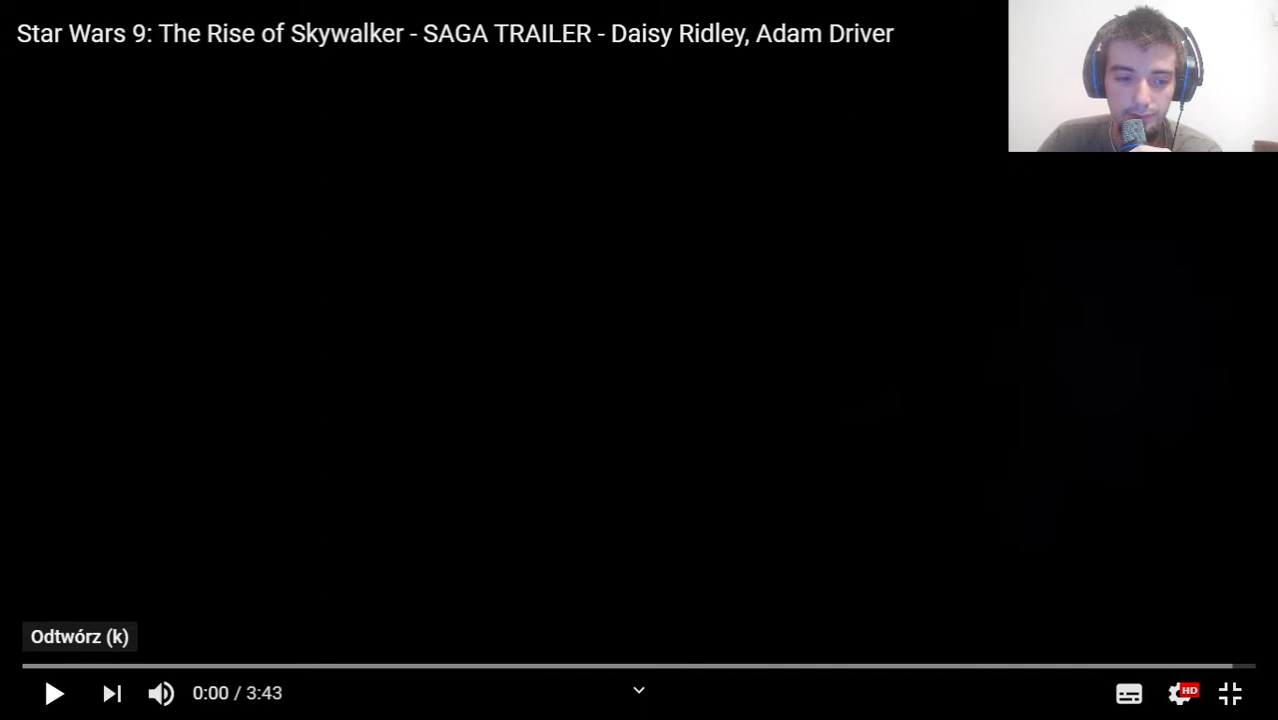 Star Wars 9: The Rise of Skywalker - SAGA TRAILER - Daisy Ridley, Adam Driver
Odtwórz (k)
0:00 / 3:43
HD